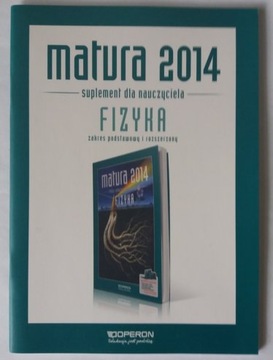 matura 2014
suplement dla nauczyciela
FIZYKA
zakres podstawowy i rozszerzony
matura 2014
FIZYKA
OPERON
Edukacja jest podróżą